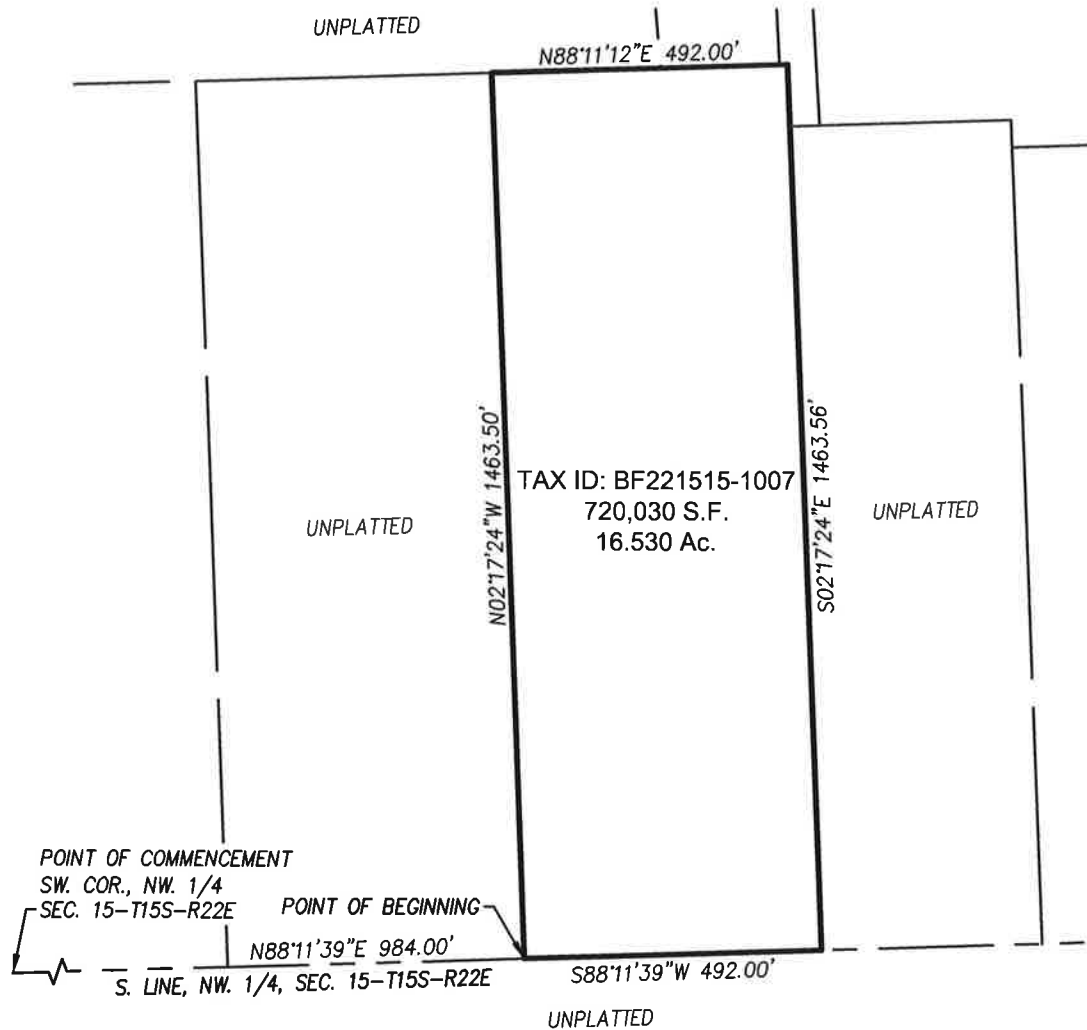 UNPLATTED
N88°11'12"E 492.00'
N02°17'24"W 1463.50'
TAX ID: BF221515-1007
720,030 S.F.
16.530 Ac.
S02°17'24"E 1463.56'
UNPLATTED
UNPLATTED
POINT OF COMMENCEMENT
SW. COR., NW. 1/4
SEC. 15-T15S-R22E
POINT OF BEGINNING
N88°11'39"E 984.00'
S. LINE, NW. 1/4, SEC. 15-T15S-R22E
S88°11'39"W 492.00'
UNPLATTED